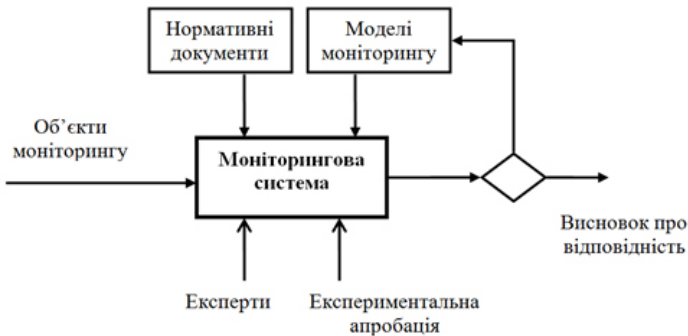 Нормативні
документи
Моделі
моніторингу
Об’єкти
моніторингу
Моніторингова
система
Висновок про
відповідність
Експерти
Експериментальна
апробація